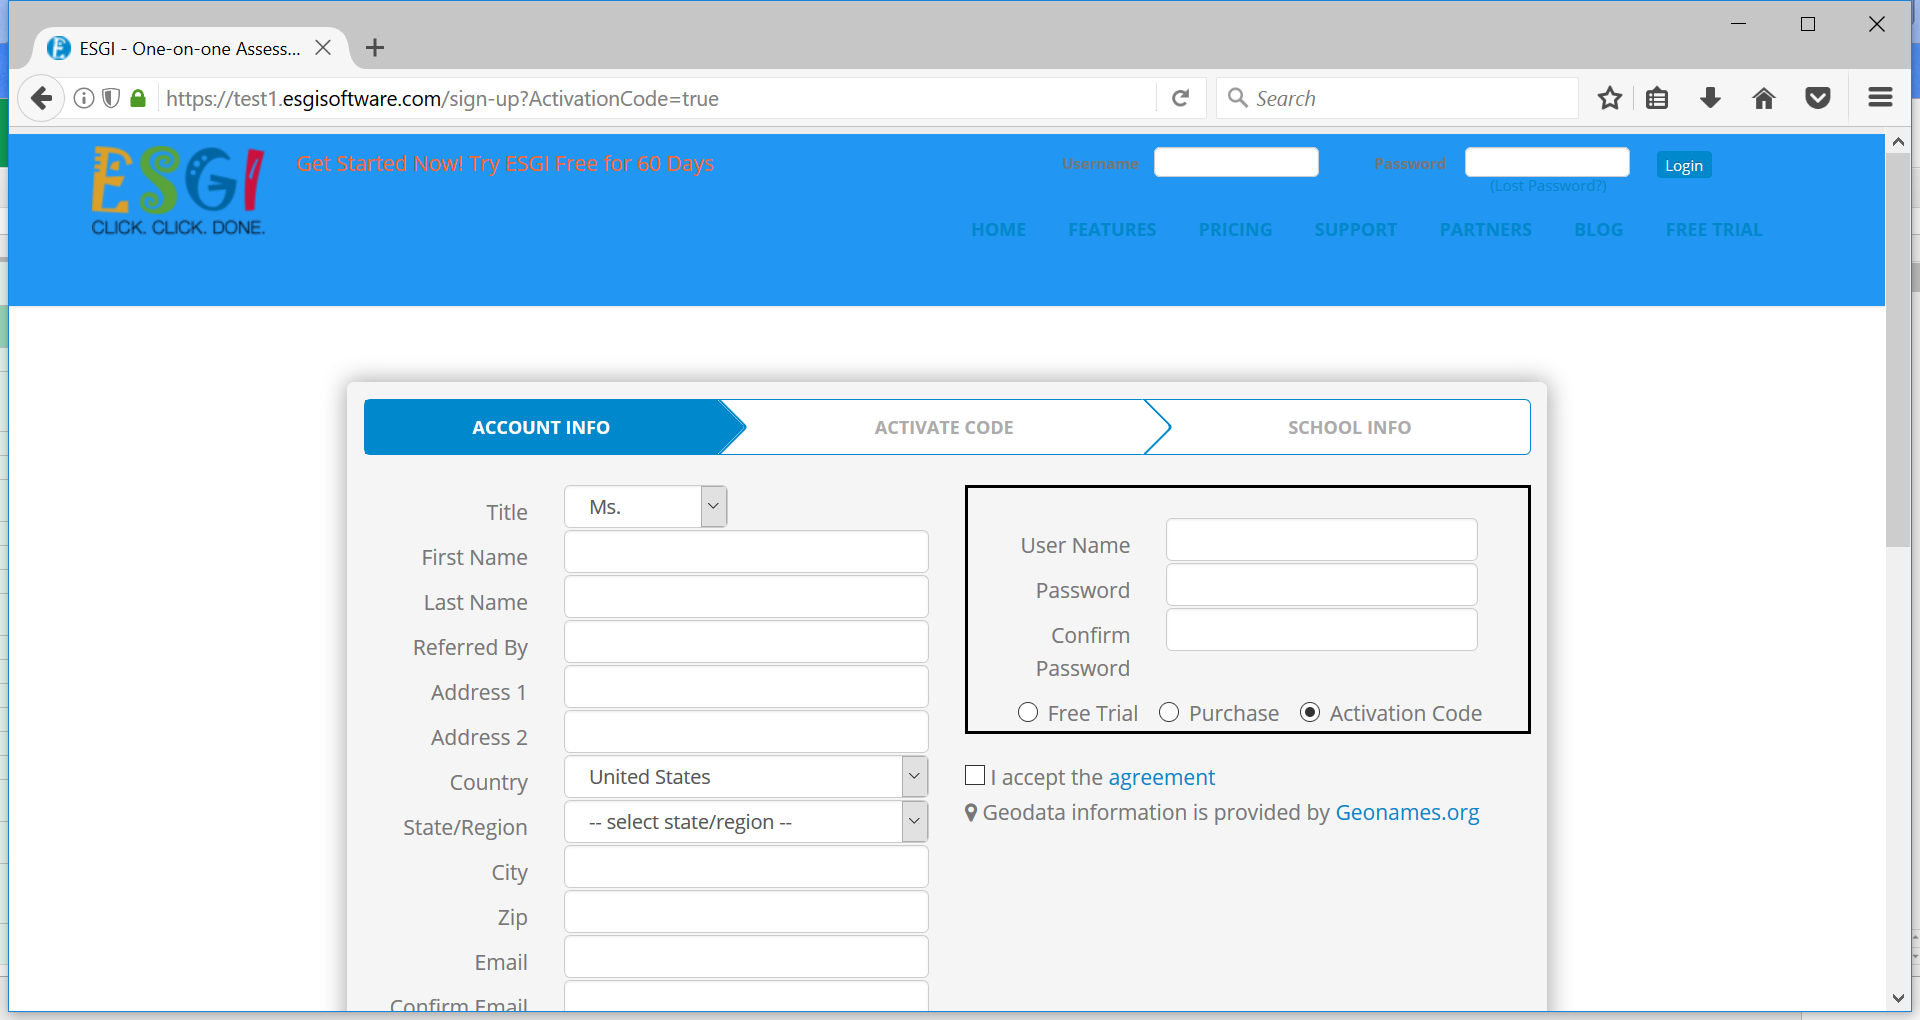 ESGI - One-on-one Assess...
https://test1.esgisoftware.com/sign-up?ActivationCode=true
Search
ESGI
CLICK. CLICK. DONE.
Get Started Now! Try ESGI Free for 60 Days
Username
Password
Login
(Lost Password?)
HOME FEATURES PRICING SUPPORT PARTNERS BLOG FREE TRIAL
ACCOUNT INFO
ACTIVATE CODE
SCHOOL INFO
Title
Ms.
First Name
Last Name
Referred By
Address 1
Address 2
Country
United States
State/Region
-- select state/region --
City
Zip
Email
Confirm Email
User Name
Password
Confirm
Password
Free Trial Purchase Activation Code
I accept the agreement
Geodata information is provided by Geonames.org